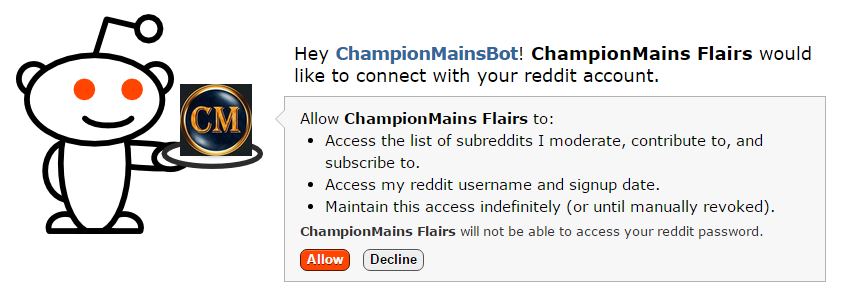 CM
Hey ChampionMainsBot! ChampionMains Flairs would
like to connect with your reddit account.
Allow ChampionMains Flairs to:
• Access the list of subreddits I moderate, contribute to, and
subscribe to.
• Access my reddit username and signup date.
• Maintain this access indefinitely (or until manually revoked).
ChampionMains Flairs will not be able to access your reddit password.
Allow Decline